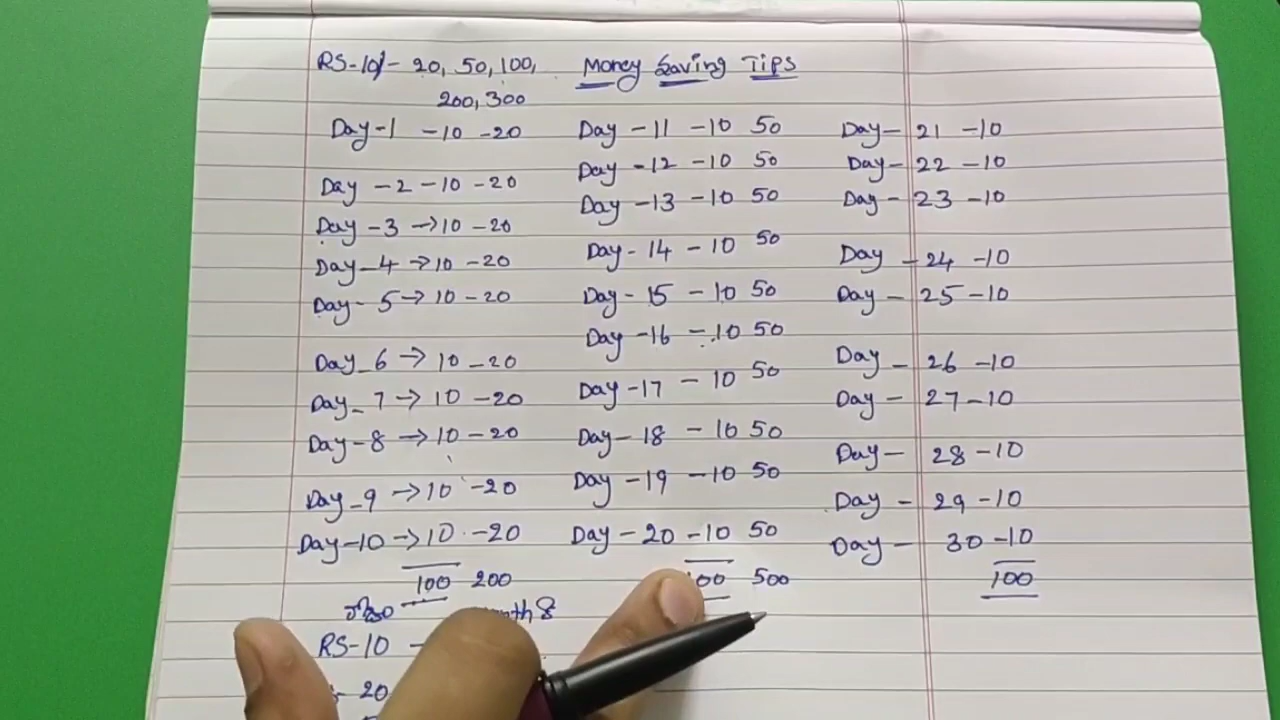 RS-10/- 20, 50, 100,
200, 300
Money Saving Tips
Day-1 -10 -20
Day -2 -10 -20
Day -3 →10 -20
Day -4 →10 -20
Day- 5→ 10 -20
Day -6 → 10 -20
Day - 7 → 10 -20
Day -8 → 10 -20
Day -9 → 10 -20
Day -10 → 10 -20
100 200
Day -11 -10 50
Day -12 -10 50
Day -13 -10 50
Day - 14 - 10 50
Day - 15 - 10 50
Day -16 - 10 50
Day -17 - 10 50
Day - 18 - 10 50
Day -19 -10 50
Day - 20 -10 50
00 500
Day- 21 -10
Day- 22 -10
Day - 23 -10
Day - 24 -10
Day - 25 -10
Day - 26 -10
Day - 27 -10
Day- 28 -10
Day - 29 -10
Day - 30 -10
100
RS-10 -
- 20